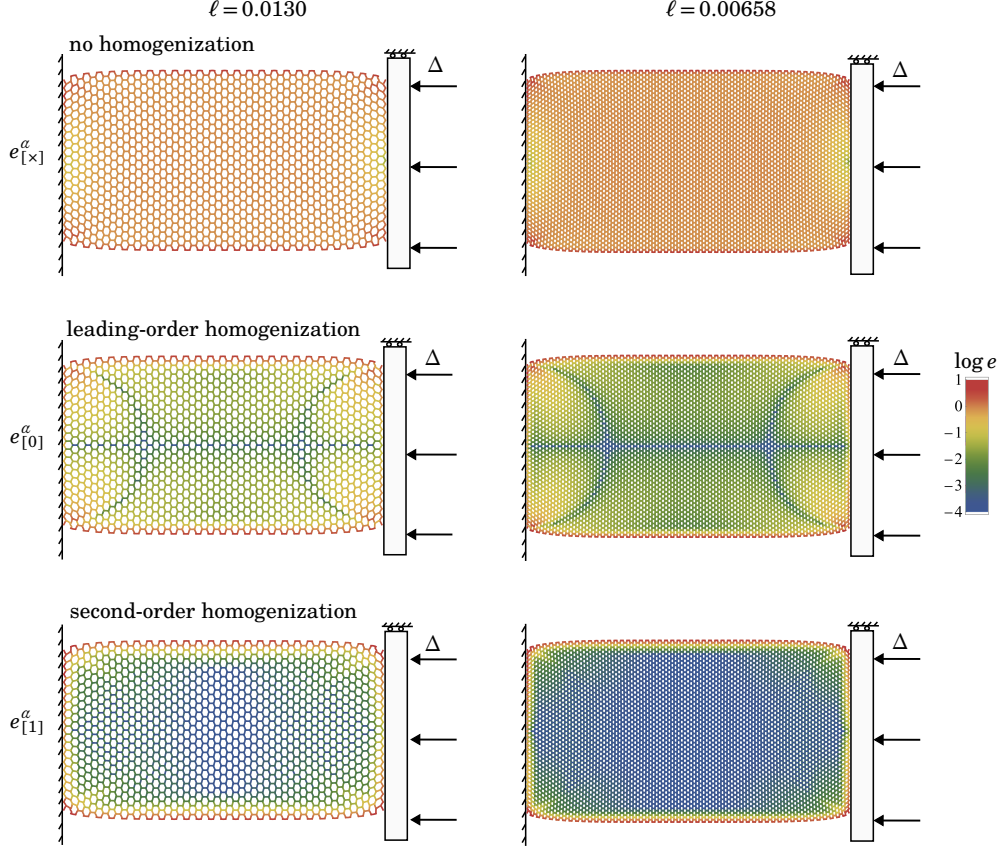 ℓ = 0.0130
ℓ = 0.00658
no homogenization
Δ
Δ
e^α_[×]
leading-order homogenization
Δ
Δ
e^α_[0]
log e
1
0
−1
−2
−3
−4
second-order homogenization
Δ
Δ
e^α_[1]